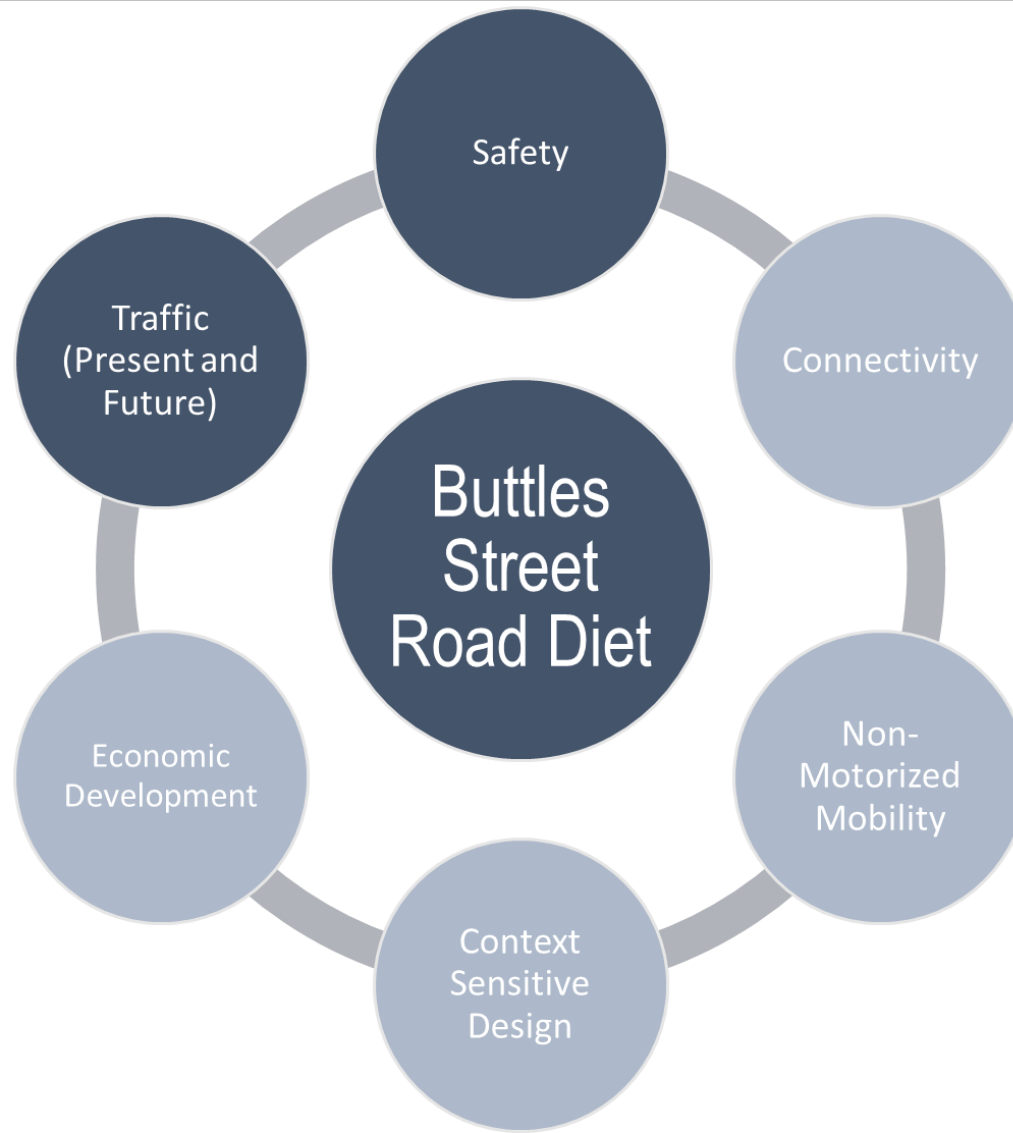 Safety
Traffic
(Present and
Future)
Connectivity
Buttles
Street
Road Diet
Economic
Development
Non-
Motorized
Mobility
Context
Sensitive
Design